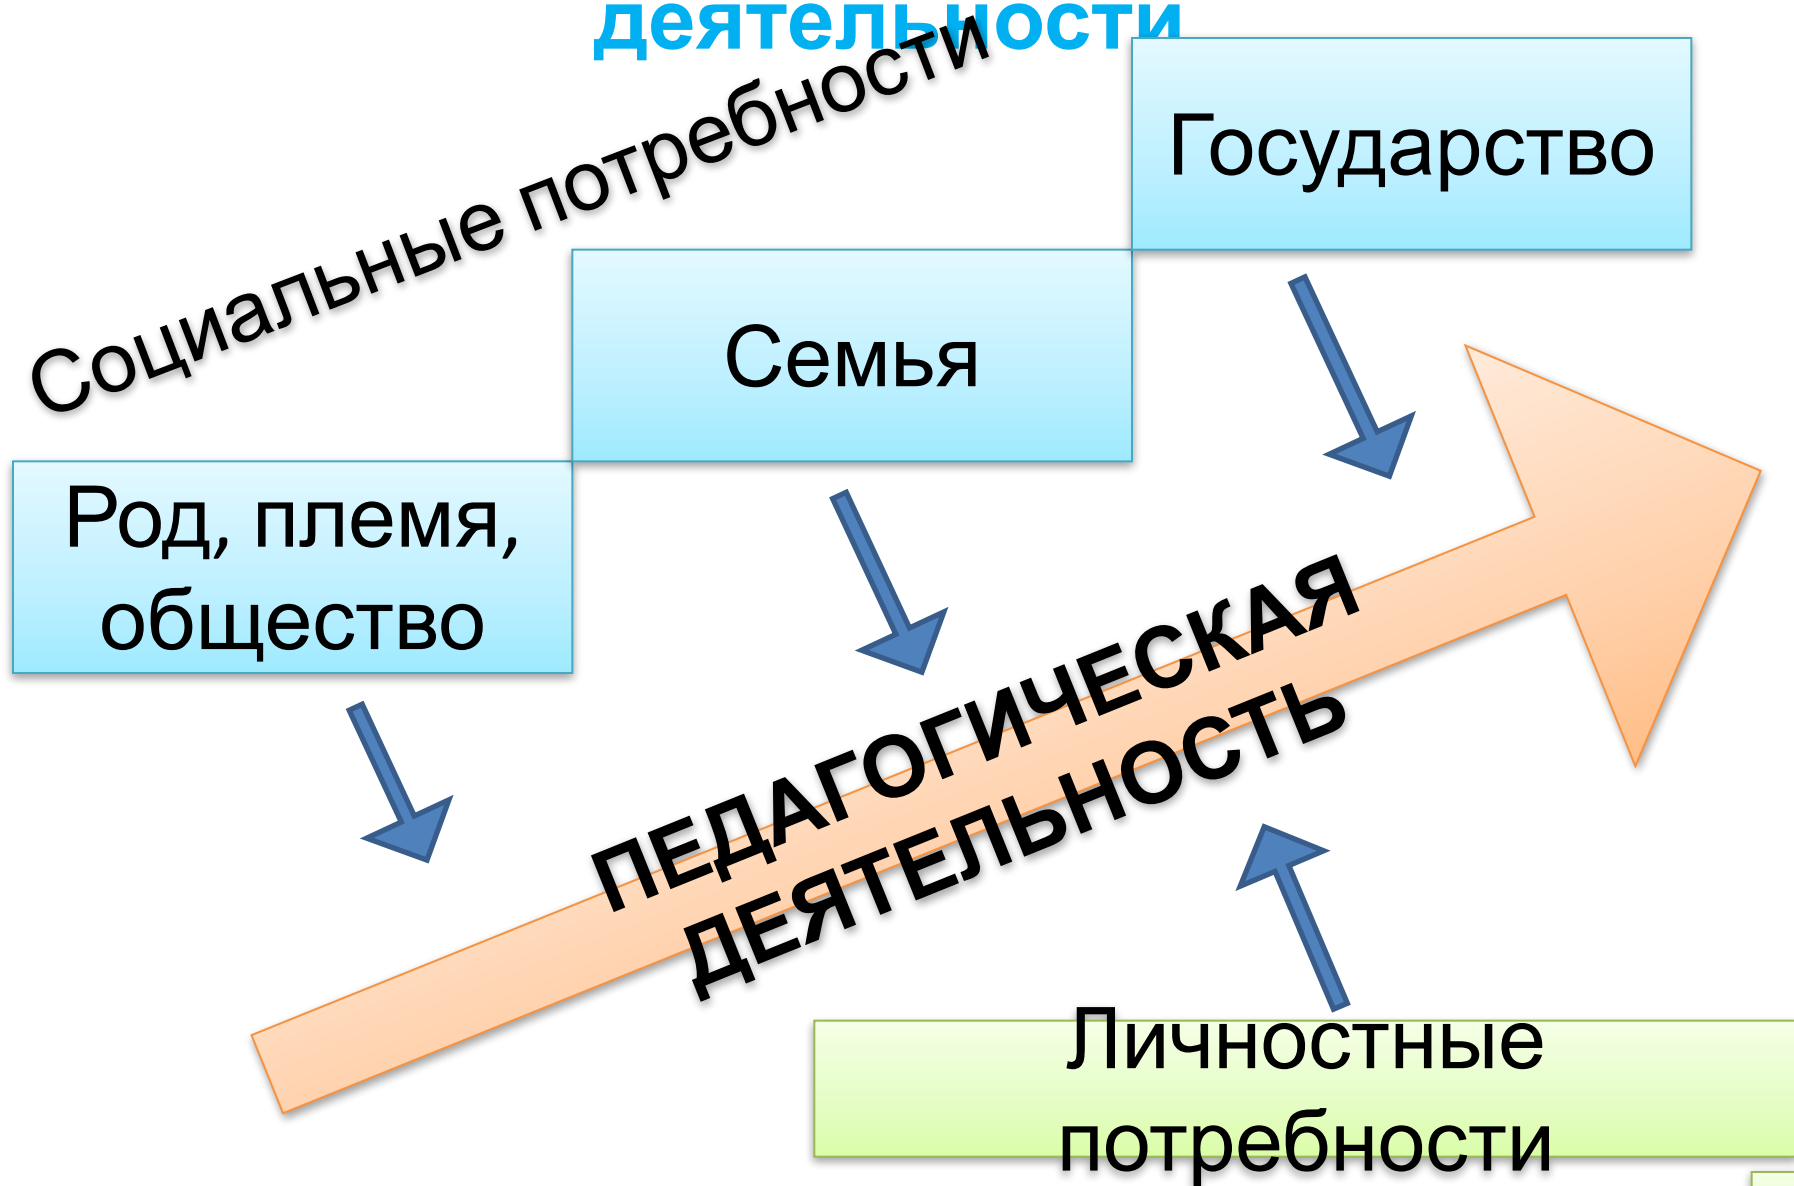 деятельности
Социальные потребности
Государство
Семья
Род, племя,
общество
ПЕДАГОГИЧЕСКАЯ
ДЕЯТЕЛЬНОСТЬ
Личностные
потребности